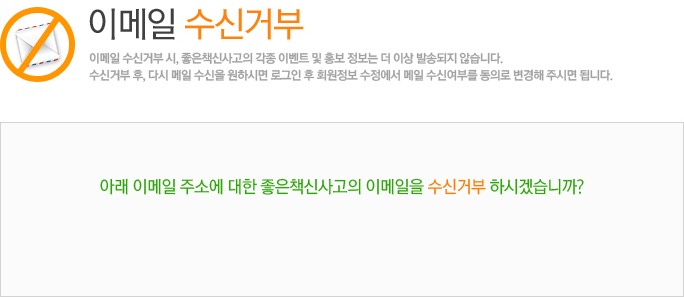 이메일 수신거부
이메일 수신거부 시, 좋은책신사고의 각종 이벤트 및 홍보 정보는 더 이상 발송되지 않습니다.
수신거부 후, 다시 메일 수신을 원하시면 로그인 후 회원정보 수정에서 메일 수신여부를 동의로 변경해 주시면 됩니다.
아래 이메일 주소에 대한 좋은책신사고의 이메일을 수신거부 하시겠습니까?